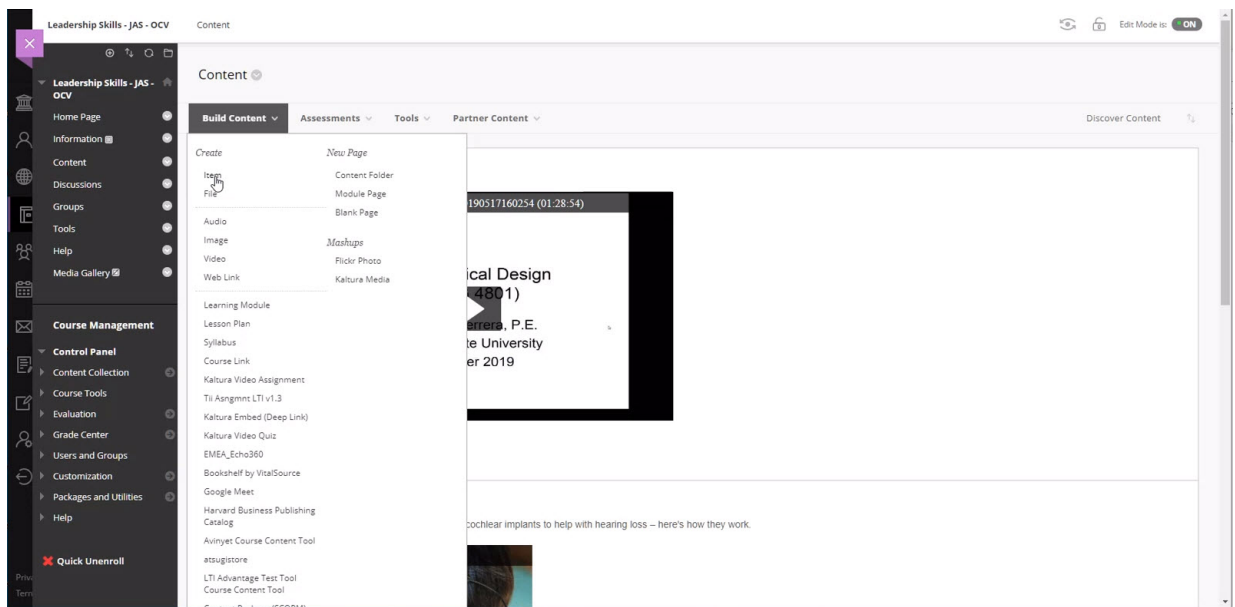 Leadership Skills - JAS - OCV
Content
Edit Mode is: ON
Leadership Skills - JAS -
OCV
Home Page
Information
Content
Discussions
Groups
Tools
Help
Media Gallery
Course Management
Control Panel
Content Collection
Course Tools
Evaluation
Grade Center
Users and Groups
Customization
Packages and Utilities
Help
Quick Unenroll
Content
Build Content
Assessments
Tools
Partner Content
Discover Content
Create
Item
File
Audio
Image
Video
Web Link
Learning Module
Lesson Plan
Syllabus
Course Link
Kaltura Video Assignment
Tii Asngmnt LTI v1.3
Kaltura Embed (Deep Link)
Kaltura Video Quiz
EMEA_Echo360
Bookshelf by VitalSource
Google Meet
Harvard Business Publishing
Catalog
Avinyet Course Content Tool
atsugistore
LTI Advantage Test Tool
Course Content Tool
New Page
Content Folder
Module Page
Blank Page
Mashups
Flickr Photo
Kaltura Media
190517160254 (01:28:54)
ical Design
4801)
errera, P.E.
te University
er 2019
cochlear implants to help with hearing loss – here's how they work.